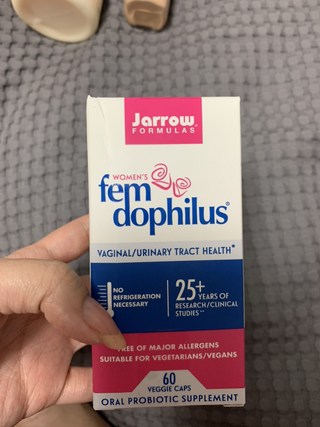 Jarrow
FORMULAS
WOMEN'S
fem
dophilus®
VAGINAL/URINARY TRACT HEALTH*
NO
REFRIGERATION
NECESSARY
25+ YEARS OF
RESEARCH/CLINICAL
STUDIES**
FREE OF MAJOR ALLERGENS
SUITABLE FOR VEGETARIANS/VEGANS
60
VEGGIE CAPS
ORAL PROBIOTIC SUPPLEMENT